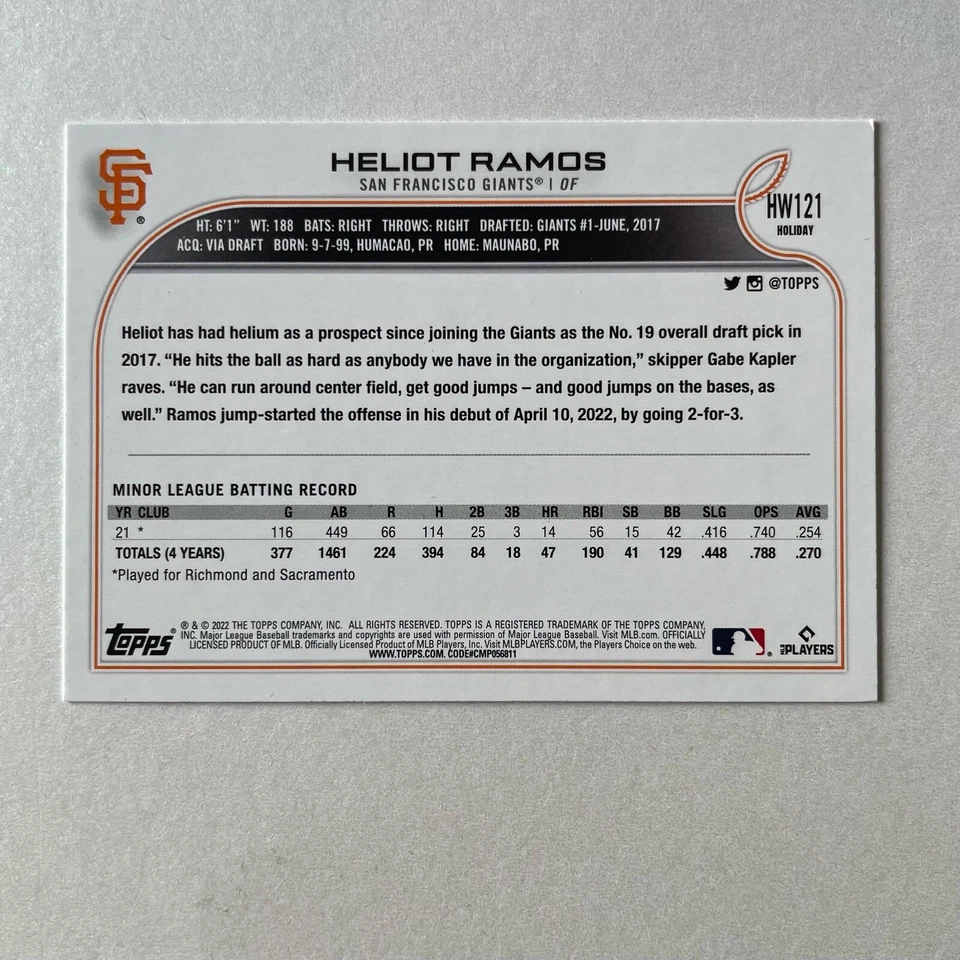 SF®
HELIOT RAMOS
SAN FRANCISCO GIANTS® | OF
HW121
HOLIDAY
HT: 6'1" WT: 188 BATS: RIGHT THROWS: RIGHT DRAFTED: GIANTS #1-JUNE, 2017
ACQ: VIA DRAFT BORN: 9-7-99, HUMACAO, PR HOME: MAUNABO, PR
@TOPPS
Heliot has had helium as a prospect since joining the Giants as the No. 19 overall draft pick in
2017. “He hits the ball as hard as anybody we have in the organization,” skipper Gabe Kapler
raves. “He can run around center field, get good jumps – and good jumps on the bases, as
well.” Ramos jump-started the offense in his debut of April 10, 2022, by going 2-for-3.
MINOR LEAGUE BATTING RECORD
YR CLUB G AB R H 2B 3B HR RBI SB BB SLG OPS AVG
21 * 116 449 66 114 25 3 14 56 15 42 .416 .740 .254
TOTALS (4 YEARS) 377 1461 224 394 84 18 47 190 41 129 .448 .788 .270
*Played for Richmond and Sacramento
topps®
® & © 2022 THE TOPPS COMPANY, INC. ALL RIGHTS RESERVED. TOPPS IS A REGISTERED TRADEMARK OF THE TOPPS COMPANY,
INC. Major League Baseball trademarks and copyrights are used with permission of Major League Baseball. Visit MLB.com. OFFICIALLY
LICENSED PRODUCT OF MLB. Officially Licensed Product of MLB Players, Inc. Visit MLBPLAYERS.COM, the Players Choice on the web.
WWW.TOPPS.COM. CODE#CMP056811
®
MLB PLAYERS